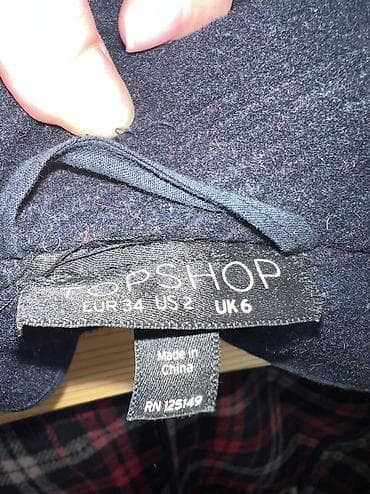 TOPSHOP
EUR 34 US 2 UK 6
Made in
China
RN 125149